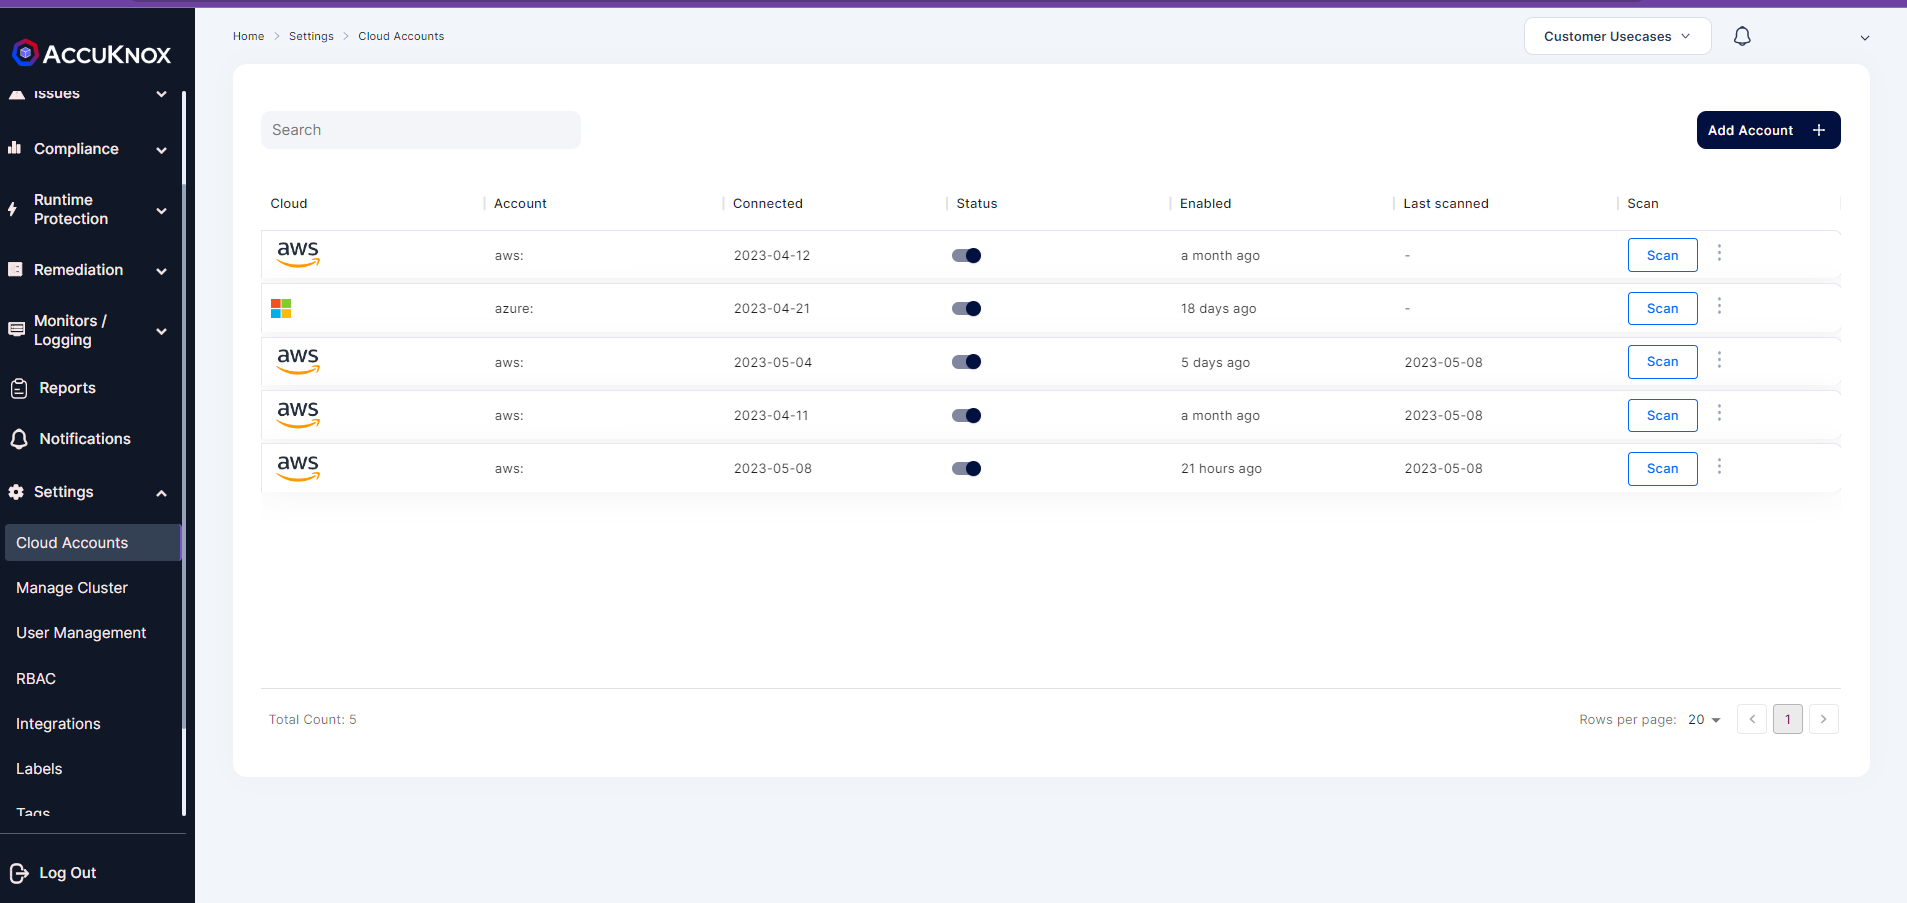 Home > Settings > Cloud Accounts
Customer Usecases
ACCUKNOX
Issues
Compliance
Runtime
Protection
Remediation
Monitors /
Logging
Reports
Notifications
Settings
Cloud Accounts
Manage Cluster
User Management
RBAC
Integrations
Labels
Tags
Log Out
Search
Add Account +
Cloud Account Connected Status Enabled Last scanned Scan
aws aws: 2023-04-12 a month ago - Scan
azure: 2023-04-21 18 days ago - Scan
aws aws: 2023-05-04 5 days ago 2023-05-08 Scan
aws aws: 2023-04-11 a month ago 2023-05-08 Scan
aws aws: 2023-05-08 21 hours ago 2023-05-08 Scan
Total Count: 5
Rows per page: 20 < 1 >